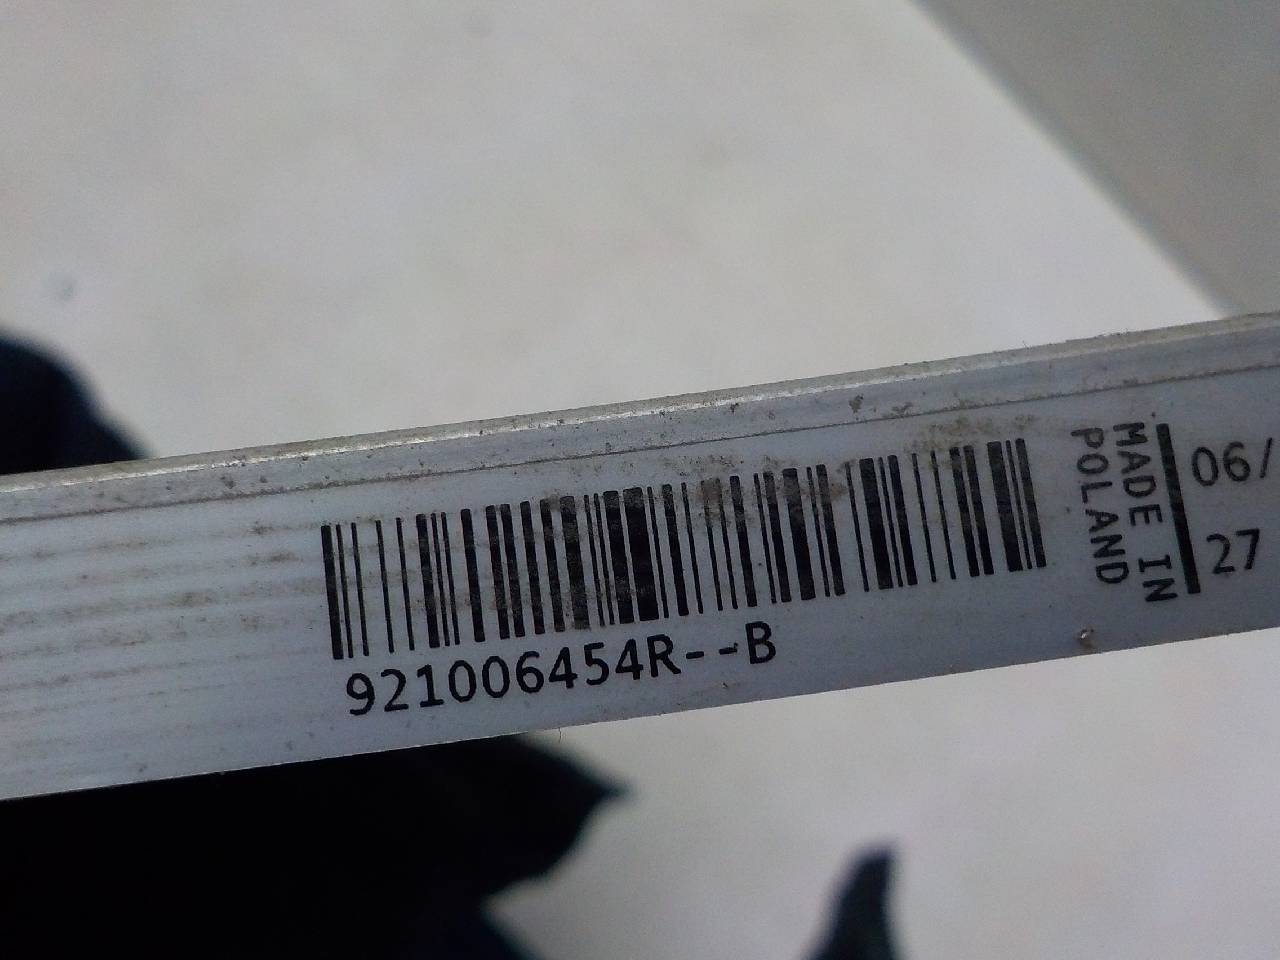 921006454R--B
MADE IN
POLAND
06/
27